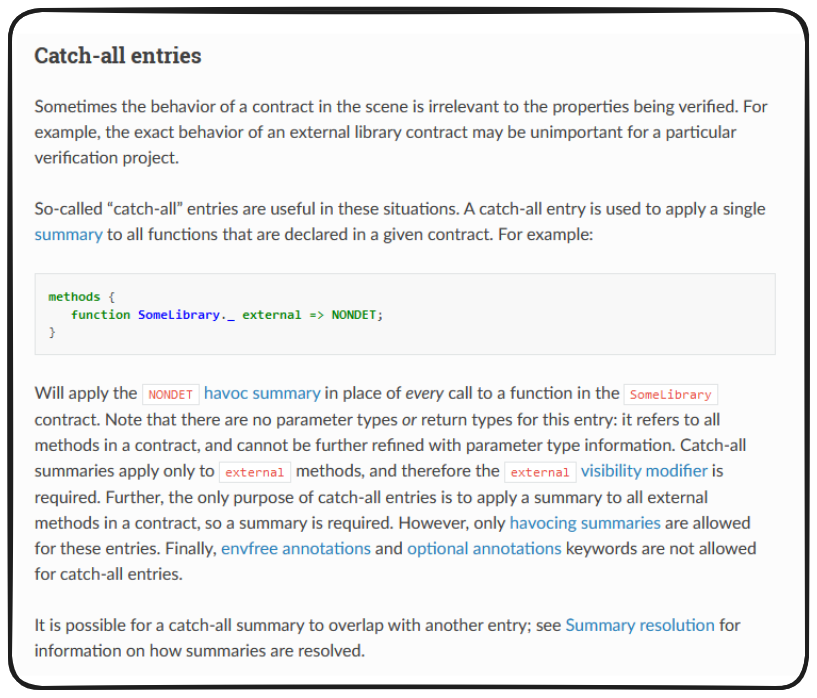 Catch-all entries
Sometimes the behavior of a contract in the scene is irrelevant to the properties being verified. For
example, the exact behavior of an external library contract may be unimportant for a particular
verification project.
So-called “catch-all” entries are useful in these situations. A catch-all entry is used to apply a single
summary to all functions that are declared in a given contract. For example:
methods {
   function SomeLibrary._ external => NONDET;
}
Will apply the NONDET havoc summary in place of every call to a function in the SomeLibrary
contract. Note that there are no parameter types or return types for this entry: it refers to all
methods in a contract, and cannot be further refined with parameter type information. Catch-all
summaries apply only to external methods, and therefore the external visibility modifier is
required. Further, the only purpose of catch-all entries is to apply a summary to all external
methods in a contract, so a summary is required. However, only havocing summaries are allowed
for these entries. Finally, envfree annotations and optional annotations keywords are not allowed
for catch-all entries.
It is possible for a catch-all summary to overlap with another entry; see Summary resolution for
information on how summaries are resolved.